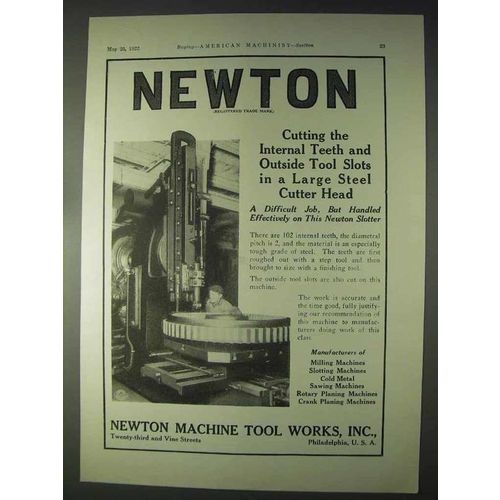 May 25, 1922
Buying—AMERICAN MACHINIST—Section
23
NEWTON
(REGISTERED TRADE MARK)
Cutting the
Internal Teeth and
Outside Tool Slots
in a Large Steel
Cutter Head
A Difficult Job, But Handled
Effectively on This Newton Slotter
There are 102 internal teeth, the diametral
pitch is 2, and the material is an especially
tough grade of steel. The teeth are first
roughed out with a step tool and then
brought to size with a finishing tool.
The outside tool slots are also cut on this
machine.
The work is accurate and
the time good, fully justify-
ing our recommendation of
this machine to manufac-
turers doing work of this
class.
Manufacturers of
Milling Machines
Slotting Machines
Cold Metal
Sawing Machines
Rotary Planing Machines
Crank Planing Machines
NEWTON MACHINE TOOL WORKS, INC.,
Twenty-third and Vine Streets
Philadelphia, U. S. A.